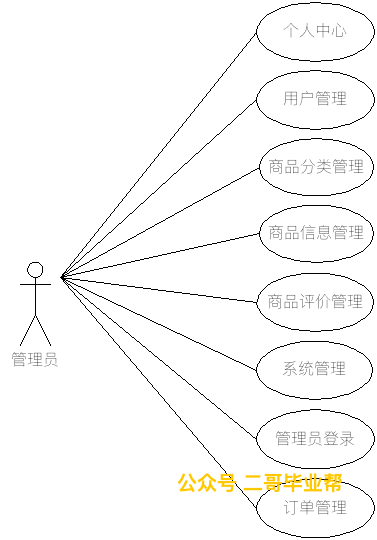 个人中心
用户管理
商品分类管理
商品信息管理
商品评价管理
管理员
系统管理
管理员登录
公众号 二哥毕业帮
订单管理